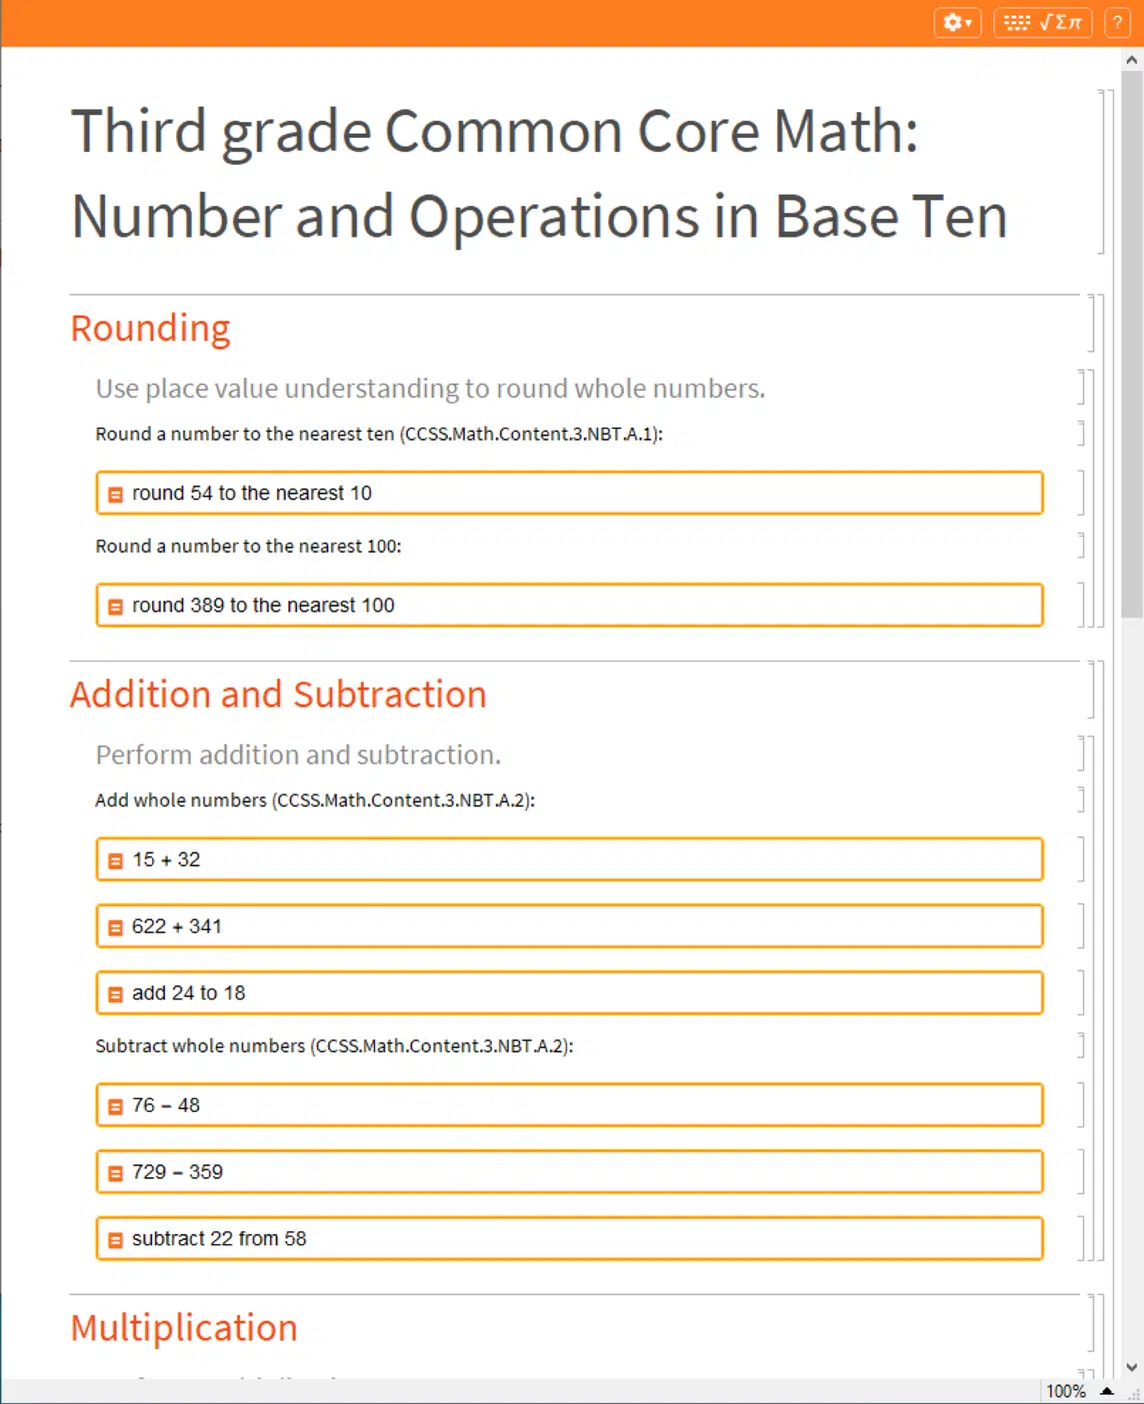 √Σπ ?
Third grade Common Core Math:
Number and Operations in Base Ten
Rounding
Use place value understanding to round whole numbers.
Round a number to the nearest ten (CCSS.Math.Content.3.NBT.A.1):
round 54 to the nearest 10
Round a number to the nearest 100:
round 389 to the nearest 100
Addition and Subtraction
Perform addition and subtraction.
Add whole numbers (CCSS.Math.Content.3.NBT.A.2):
15 + 32
622 + 341
add 24 to 18
Subtract whole numbers (CCSS.Math.Content.3.NBT.A.2):
76 – 48
729 – 359
subtract 22 from 58
Multiplication
100%